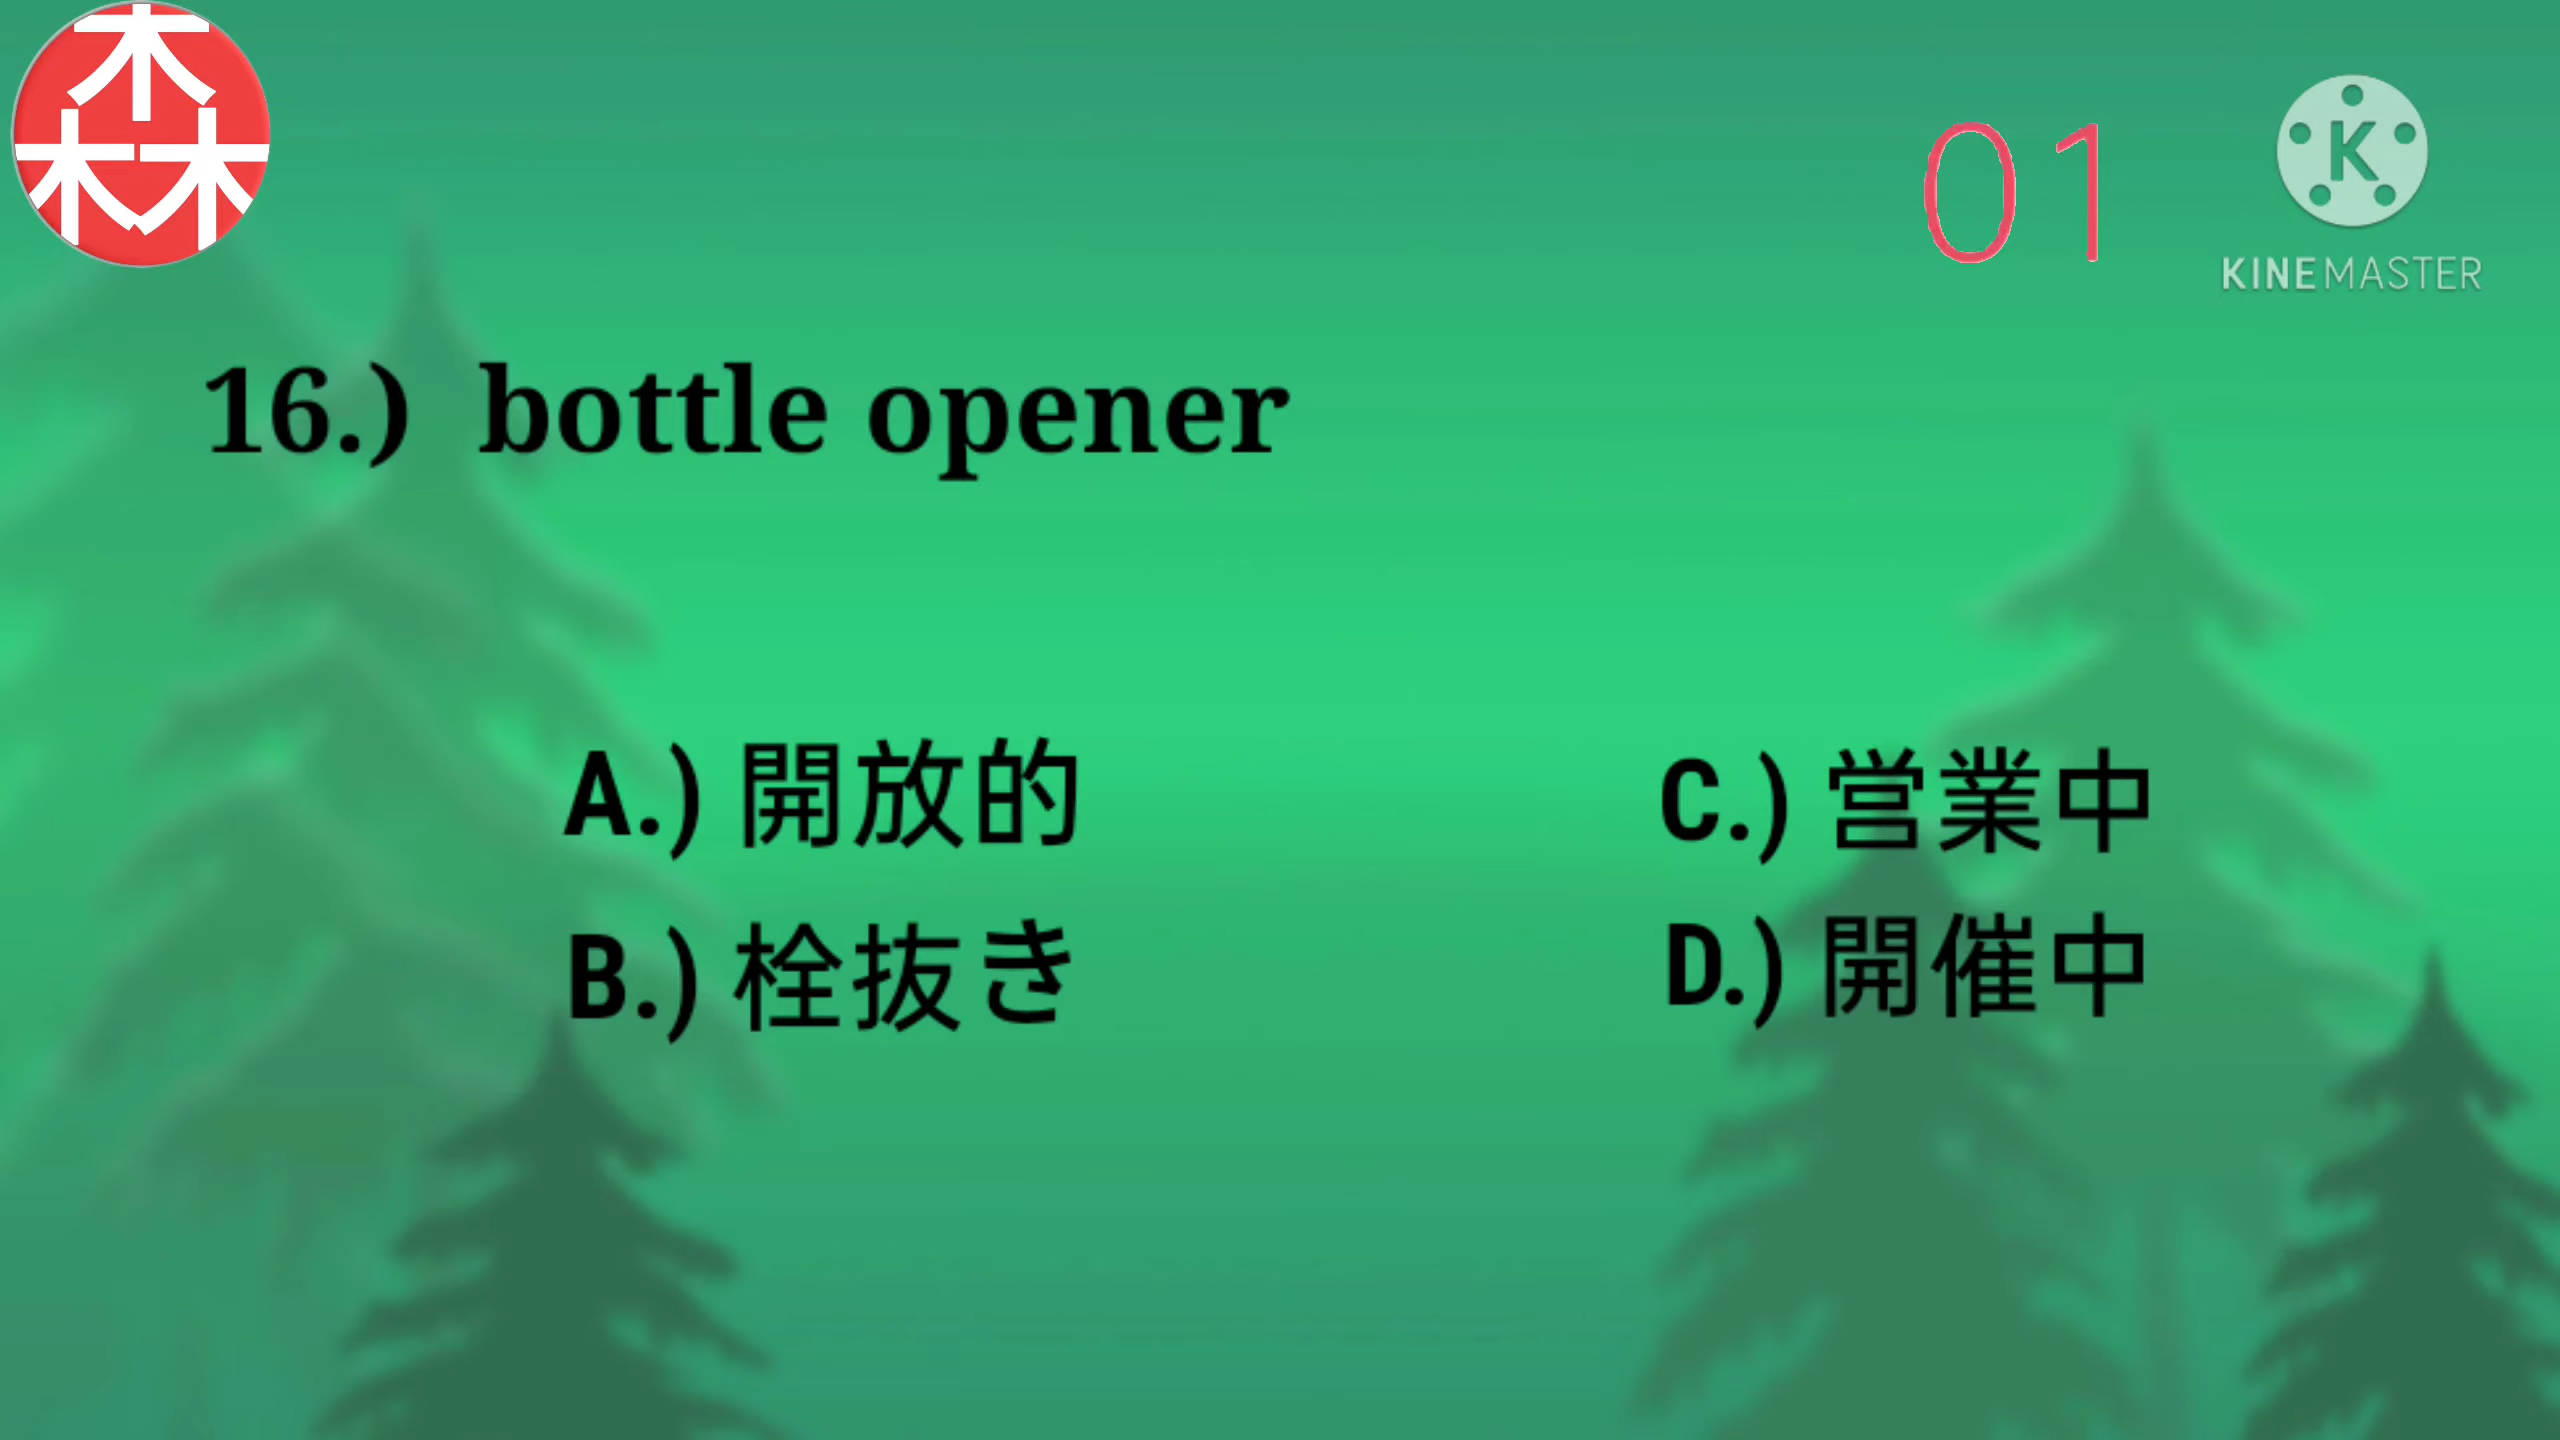 森
01
KINEMASTER
16.) bottle opener
A.) 開放的
B.) 栓抜き
C.) 営業中
D.) 開催中